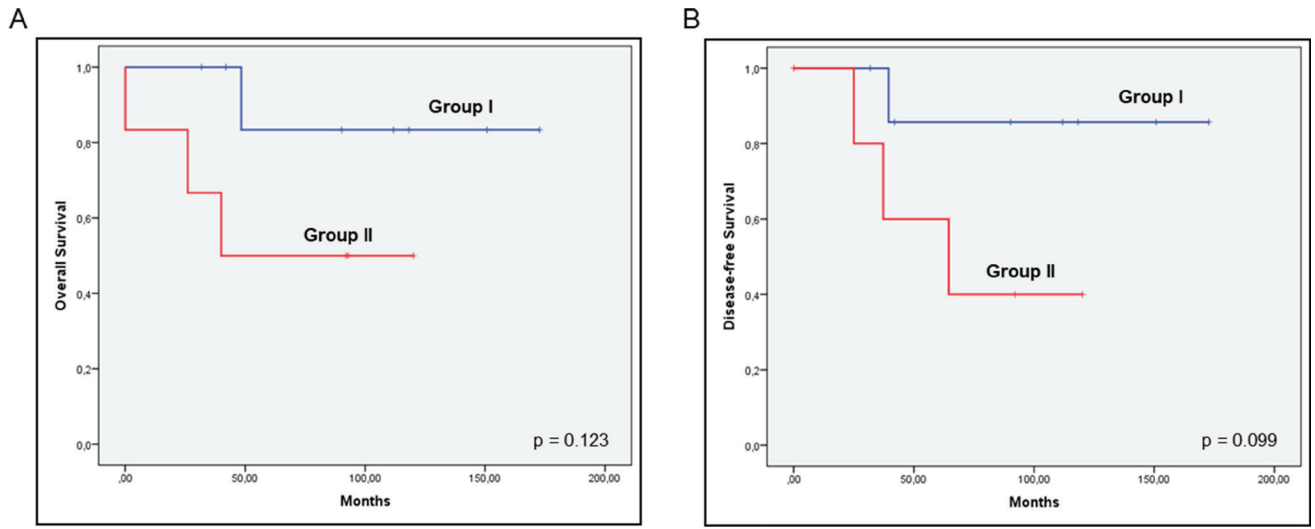 A
Overall Survival
1,0
0,8
0,6
0,4
0,2
0,0
Group I
Group II
p = 0.123
,00 50,00 100,00 150,00 200,00
Months
B
Disease-free Survival
1,0
0,8
0,6
0,4
0,2
0,0
Group I
Group II
p = 0.099
,00 50,00 100,00 150,00 200,00
Months